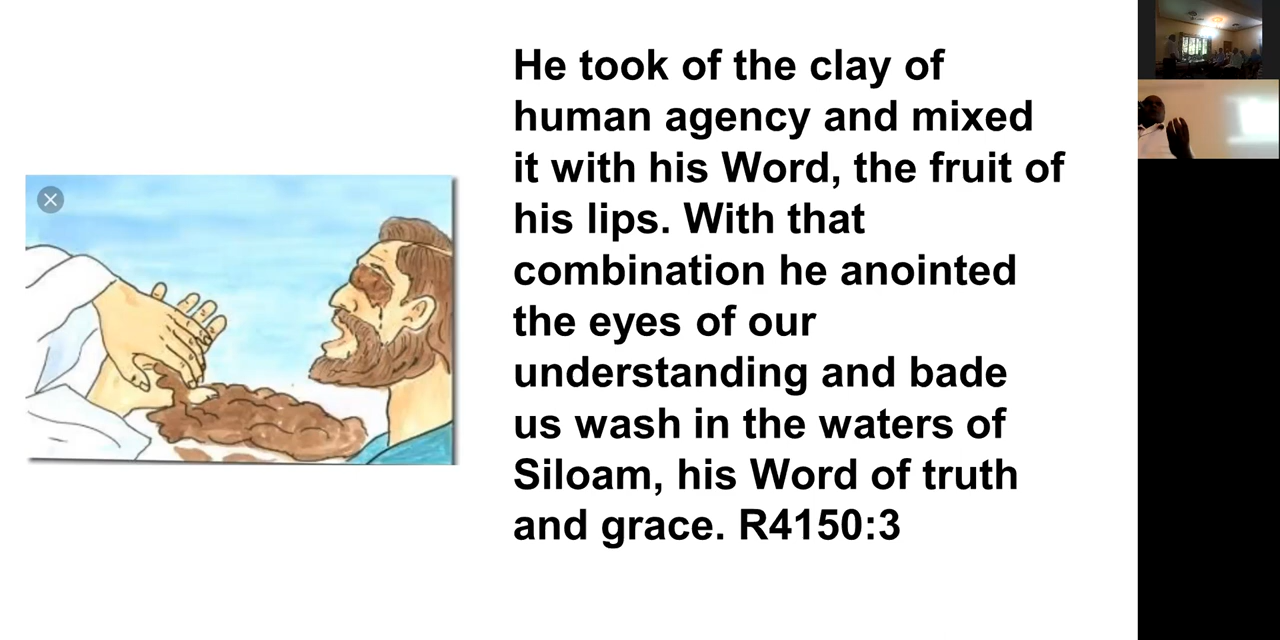 He took of the clay of
human agency and mixed
it with his Word, the fruit of
his lips. With that
combination he anointed
the eyes of our
understanding and bade
us wash in the waters of
Siloam, his Word of truth
and grace. R4150:3